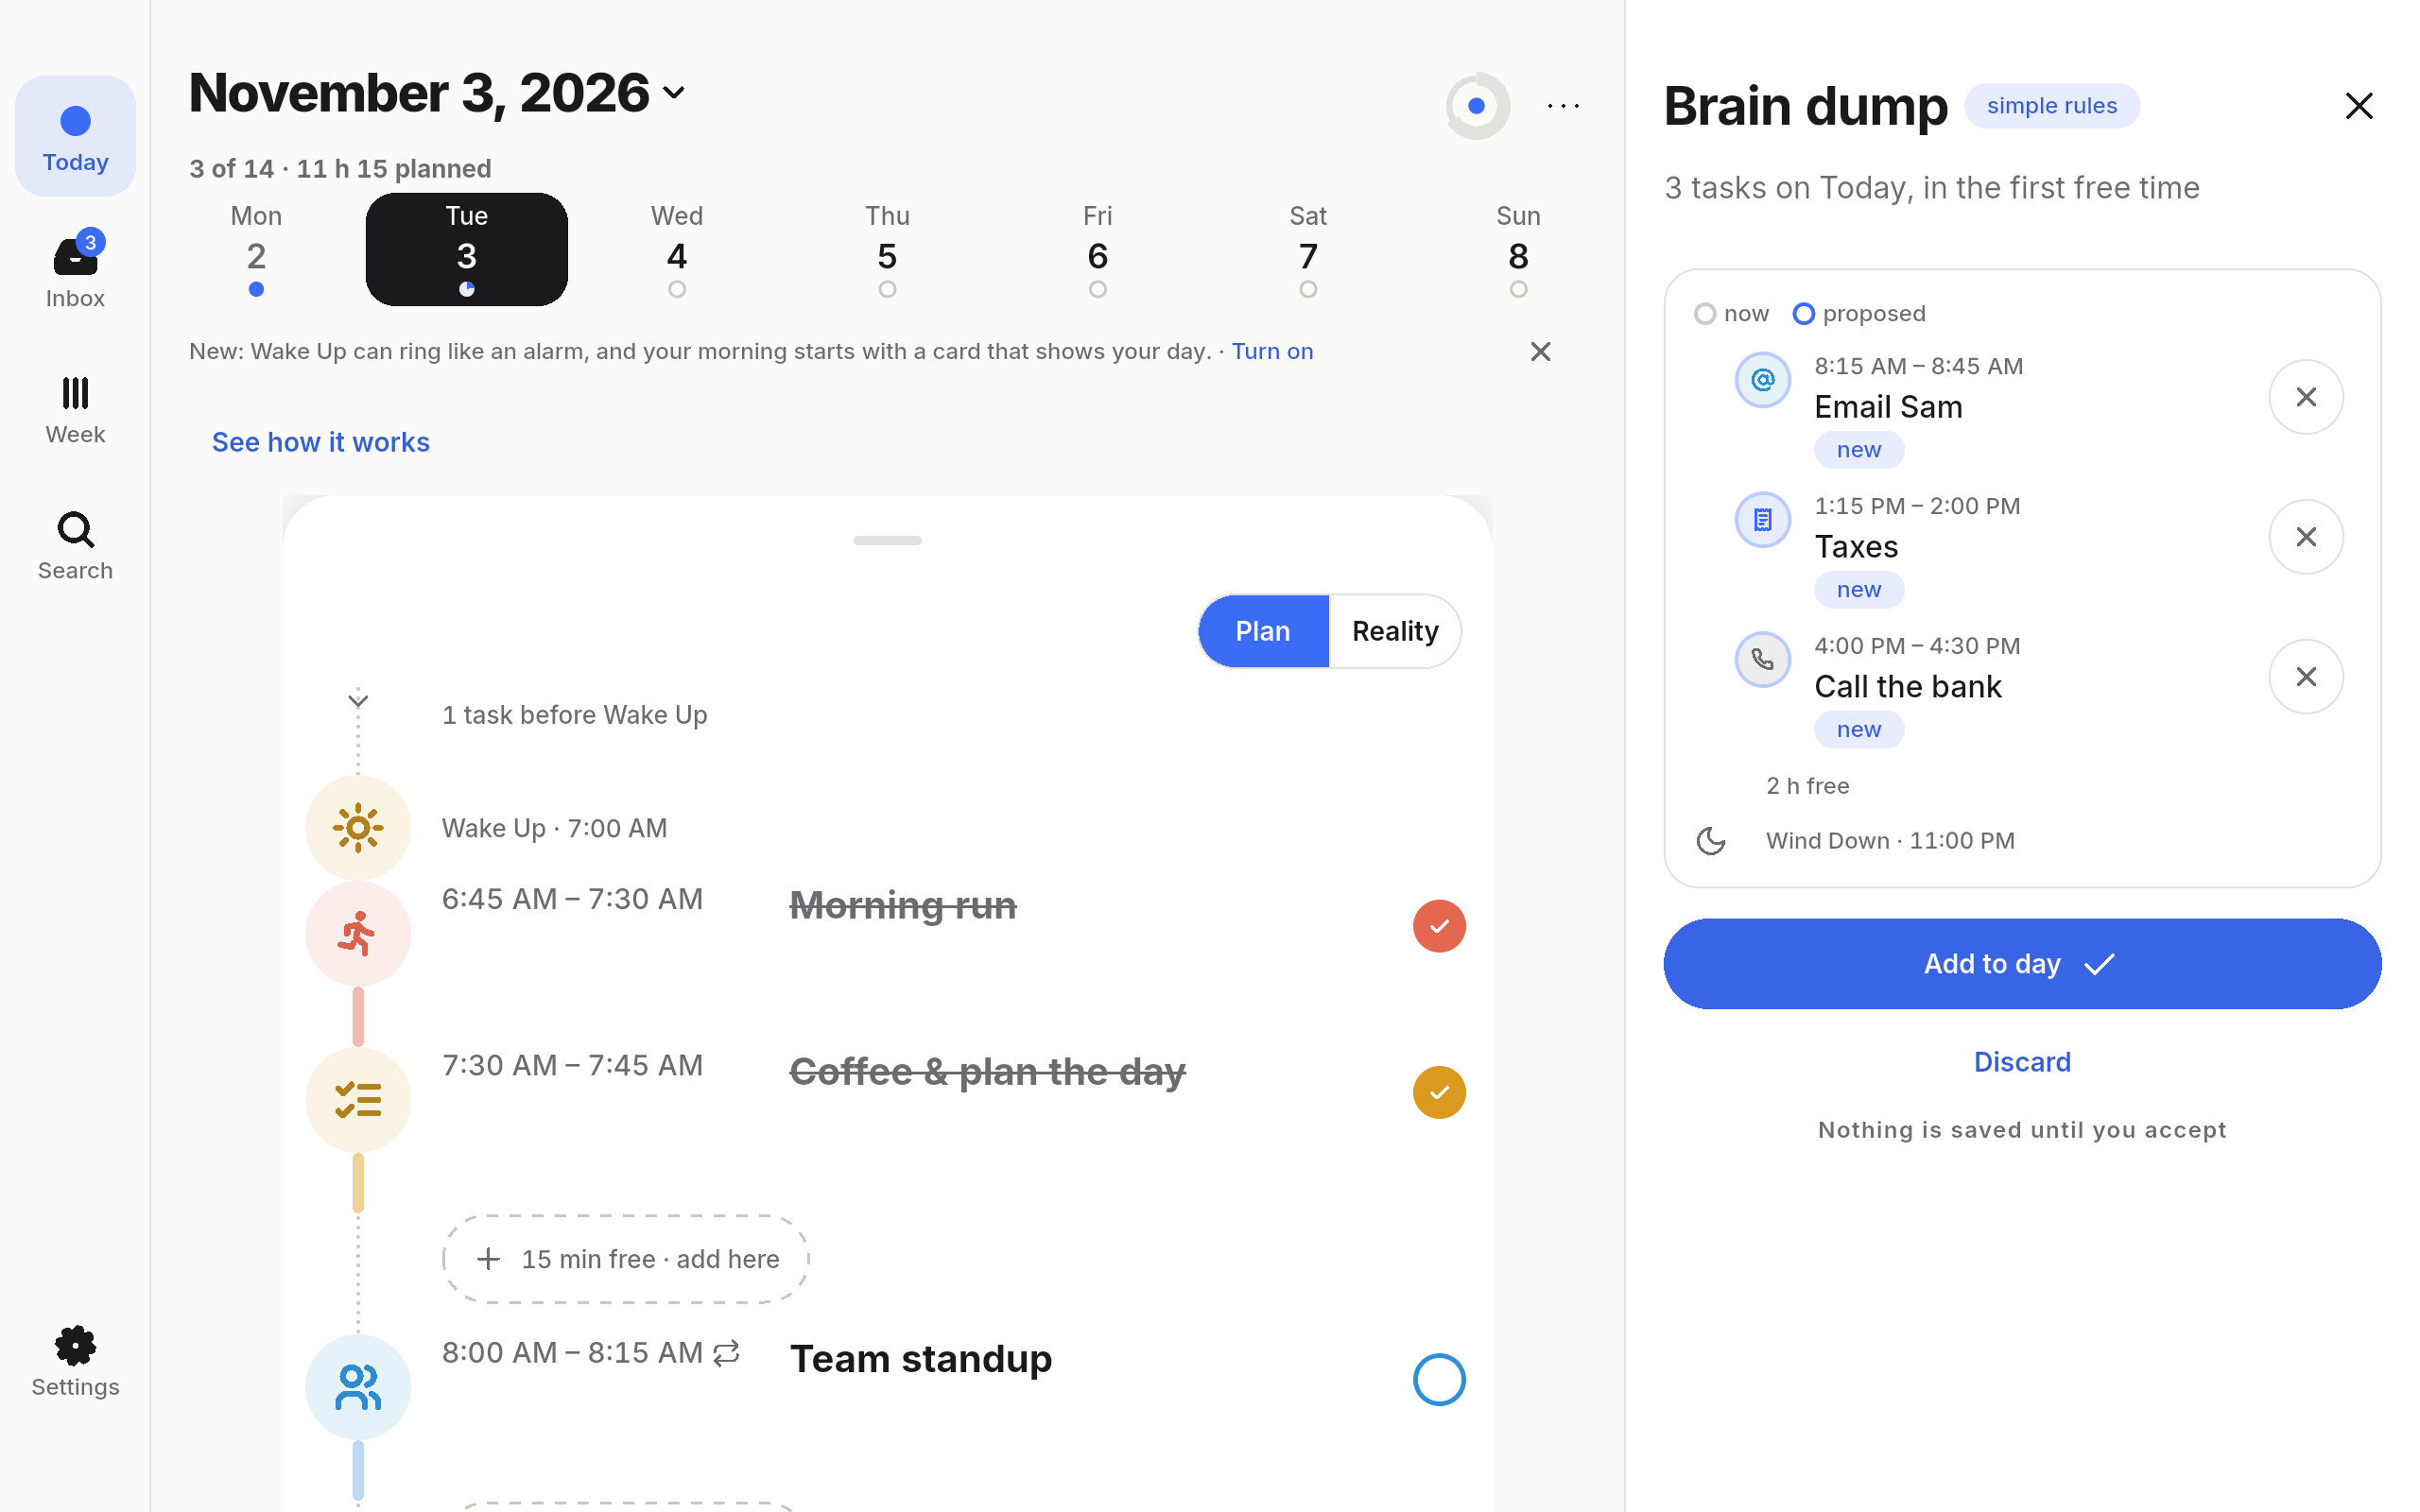 Today
3
Inbox
Week
Search
Settings
November 3, 2026
3 of 14 · 11 h 15 planned
Mon Tue Wed Thu Fri Sat Sun
2 3 4 5 6 7 8
New: Wake Up can ring like an alarm, and your morning starts with a card that shows your day. · Turn on
See how it works
Plan Reality
1 task before Wake Up
Wake Up · 7:00 AM
6:45 AM – 7:30 AM Morning run
7:30 AM – 7:45 AM Coffee & plan the day
15 min free · add here
8:00 AM – 8:15 AM Team standup
Brain dump simple rules
3 tasks on Today, in the first free time
now proposed
8:15 AM – 8:45 AM
Email Sam
new
1:15 PM – 2:00 PM
Taxes
new
4:00 PM – 4:30 PM
Call the bank
new
2 h free
Wind Down · 11:00 PM
Add to day
Discard
Nothing is saved until you accept